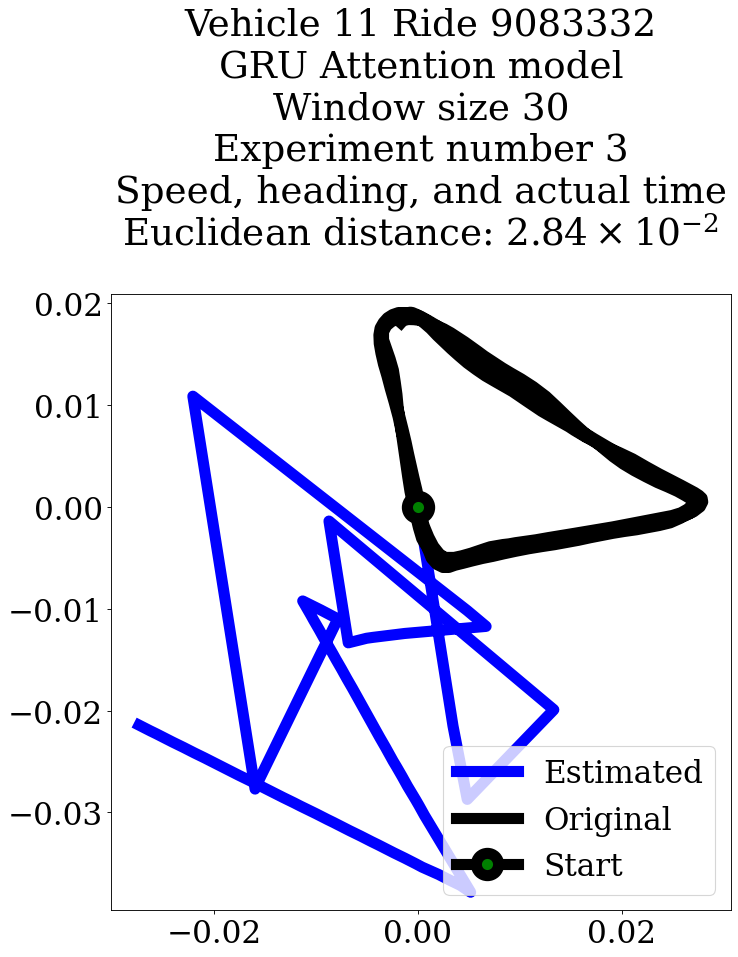 Vehicle 11 Ride 9083332
GRU Attention model
Window size 30
Experiment number 3
Speed, heading, and actual time
Euclidean distance: 2.84 × 10⁻²
0.02
0.01
0.00
−0.01
−0.02
−0.03
−0.02
0.00
0.02
Estimated
Original
Start